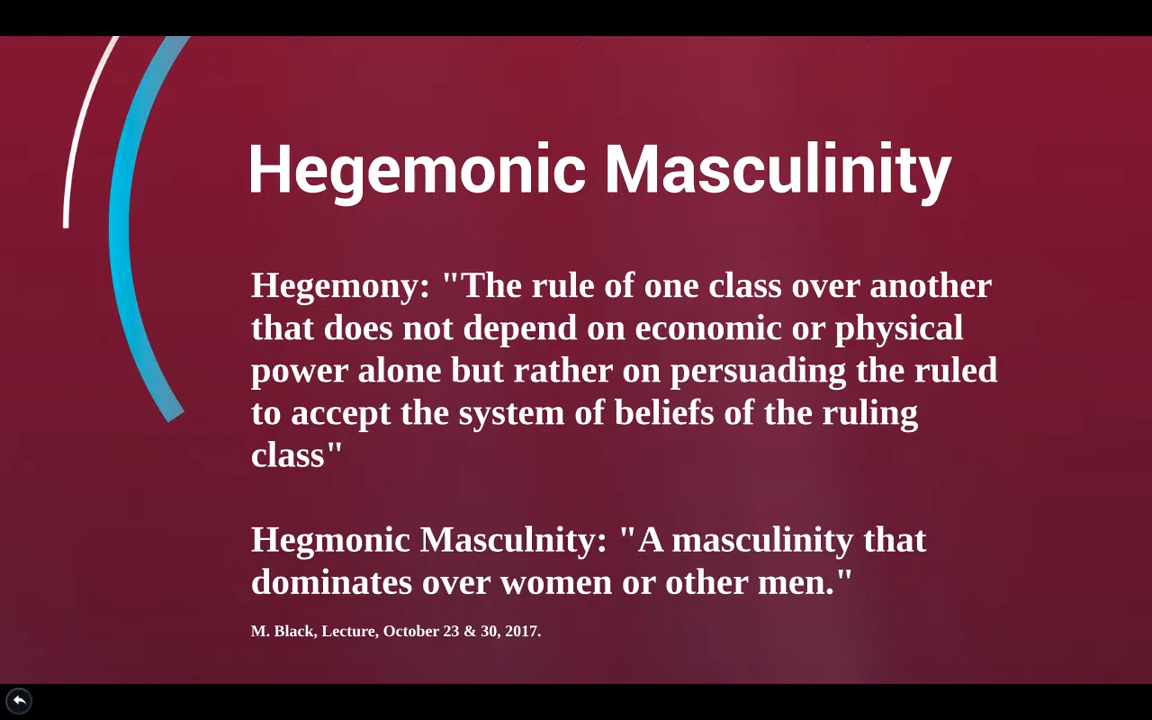 Hegemonic Masculinity
Hegemony: "The rule of one class over another
that does not depend on economic or physical
power alone but rather on persuading the ruled
to accept the system of beliefs of the ruling
class"
Hegmonic Masculnity: "A masculinity that
dominates over women or other men."
M. Black, Lecture, October 23 & 30, 2017.